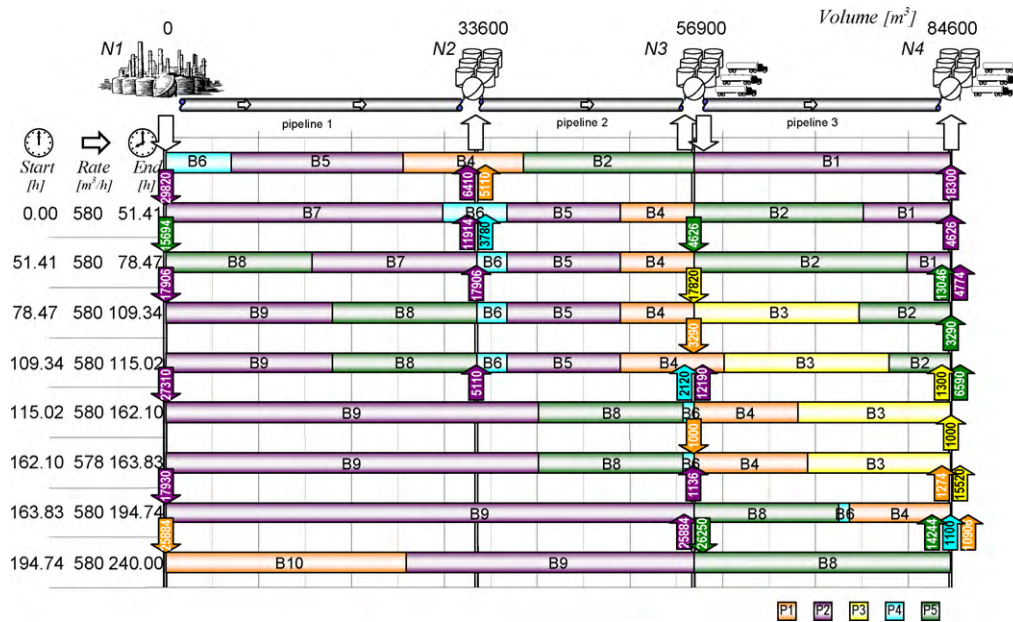 Volume [m³]
0 33600 56900 84600
N1 N2 N3 N4
pipeline 1 pipeline 2 pipeline 3
Start Rate End
[h] [m³/h] [h]
B6 B5 B4 B2 B1
29820 6410 5110 18300
0.00 580 51.41 B7 B6 B5 B4 B2 B1
5694 11914 3780 4626 4626
51.41 580 78.47 B8 B7 B6 B5 B4 B2 B1
17906 17906 17820 13046 4774
78.47 580 109.34 B9 B8 B6 B5 B4 B3 B2
3290 3290
109.34 580 115.02 B9 B8 B6 B5 B4 B3 B2
27310 5110 2120 12190 1300 6590
115.02 580 162.10 B9 B8 B6 B4 B3
1000 1000
162.10 578 163.83 B9 B8 B6 B4 B3
17930 1136 1274 15520
163.83 580 194.74 B9 B8 B6 B4
25884 25884 26250 14244 1100 10906
194.74 580 240.00 B10 B9 B8
P1 P2 P3 P4 P5